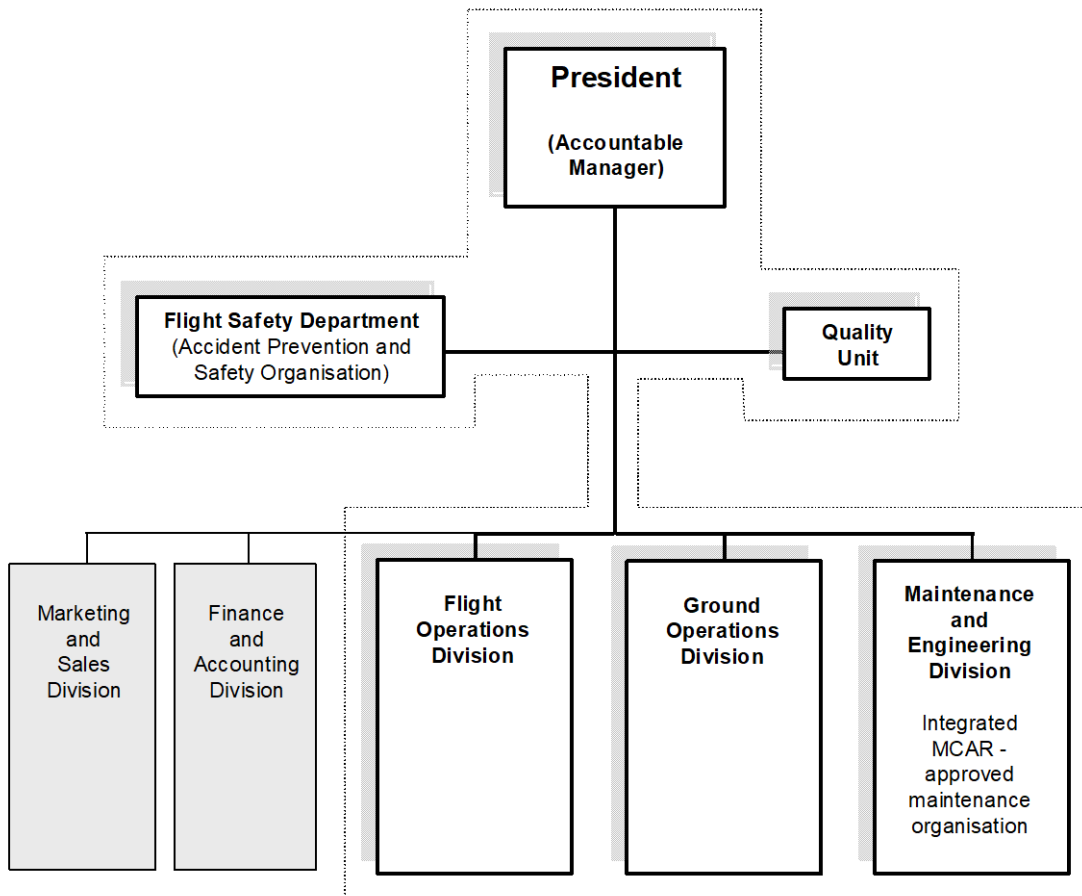 President
(Accountable
Manager)
Flight Safety Department
(Accident Prevention and
Safety Organisation)
Quality
Unit
Marketing
and
Sales
Division
Finance
and
Accounting
Division
Flight
Operations
Division
Ground
Operations
Division
Maintenance
and
Engineering
Division
Integrated
MCAR -
approved
maintenance
organisation